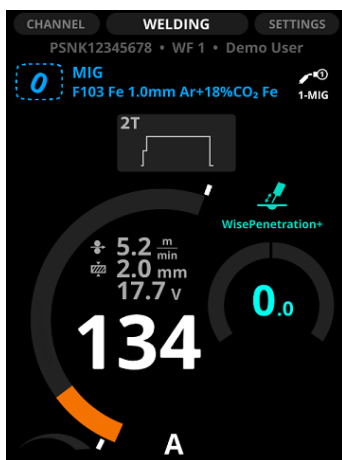 CHANNEL WELDING SETTINGS
PSNK12345678 • WF 1 • Demo User
0 MIG
F103 Fe 1.0mm Ar+18%CO₂ Fe
1
1-MIG
2T
WisePenetration+
5.2 m/min
2.0 mm
17.7 V
0.0
134
A